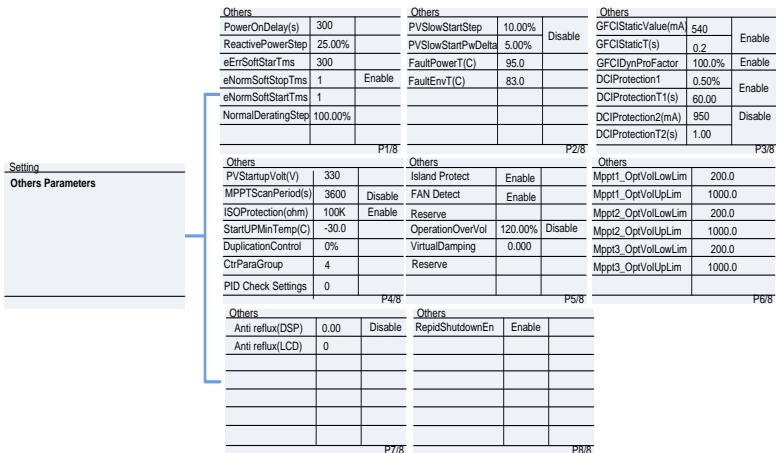 Setting
Others Parameters
Others
PowerOnDelay(s) 300
ReactivePowerStep 25.00%
eErrSoftStarTms 300
eNormSoftStopTms 1 Enable
eNormSoftStartTms 1
NormalDeratingStep 100.00%
P1/8
Others
PVSlowStartStep 10.00% Disable
PVSlowStartPwDelta 5.00%
FaultPowerT(C) 95.0
FaultEnvT(C) 83.0
P2/8
Others
GFCIStaticValue(mA) 540 Enable
GFCIStaticT(s) 0.2
GFCIDynProFactor 100.0% Enable
DCIProtection1 0.50% Enable
DCIProtectionT1(s) 60.00
DCIProtection2(mA) 950 Disable
DCIProtectionT2(s) 1.00
P3/8
Others
PVStartupVolt(V) 330
MPPTScanPeriod(s) 3600 Disable
ISOProtection(ohm) 100K Enable
StartUPMinTemp(C) -30.0
DuplicationControl 0%
CtrParaGroup 4
PID Check Settings 0
P4/8
Others
Island Protect Enable
FAN Detect Enable
Reserve
OperationOverVol 120.00% Disable
VirtualDamping 0.000
Reserve
P5/8
Others
Mppt1_OptVolLowLim 200.0
Mppt1_OptVolUpLim 1000.0
Mppt2_OptVolLowLim 200.0
Mppt2_OptVolUpLim 1000.0
Mppt3_OptVolLowLim 200.0
Mppt3_OptVolUpLim 1000.0
P6/8
Others
Anti reflux(DSP) 0.00 Disable
Anti reflux(LCD) 0
P7/8
Others
RepidShutdownEn Enable
P8/8